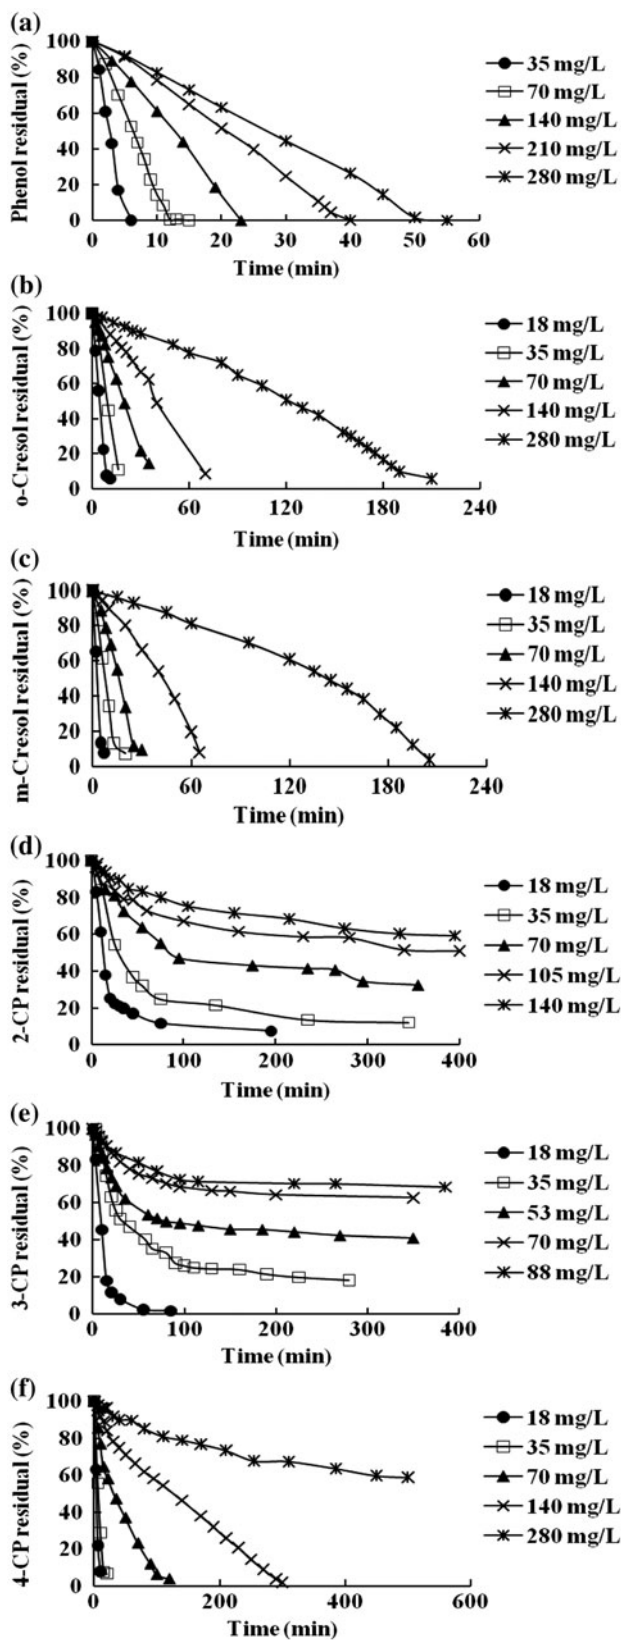 (a)
Phenol residual (%)
100
80
60
40
20
0
0 10 20 30 40 50 60
Time (min)
35 mg/L
70 mg/L
140 mg/L
210 mg/L
280 mg/L
(b)
o-Cresol residual (%)
100
80
60
40
20
0
0 60 120 180 240
Time (min)
18 mg/L
35 mg/L
70 mg/L
140 mg/L
280 mg/L
(c)
m-Cresol residual (%)
100
80
60
40
20
0
0 60 120 180 240
Time (min)
18 mg/L
35 mg/L
70 mg/L
140 mg/L
280 mg/L
(d)
2-CP residual (%)
100
80
60
40
20
0
0 100 200 300 400
Time (min)
18 mg/L
35 mg/L
70 mg/L
105 mg/L
140 mg/L
(e)
3-CP residual (%)
100
80
60
40
20
0
0 100 200 300 400
Time (min)
18 mg/L
35 mg/L
53 mg/L
70 mg/L
88 mg/L
(f)
4-CP residual (%)
100
80
60
40
20
0
0 200 400 600
Time (min)
18 mg/L
35 mg/L
70 mg/L
140 mg/L
280 mg/L